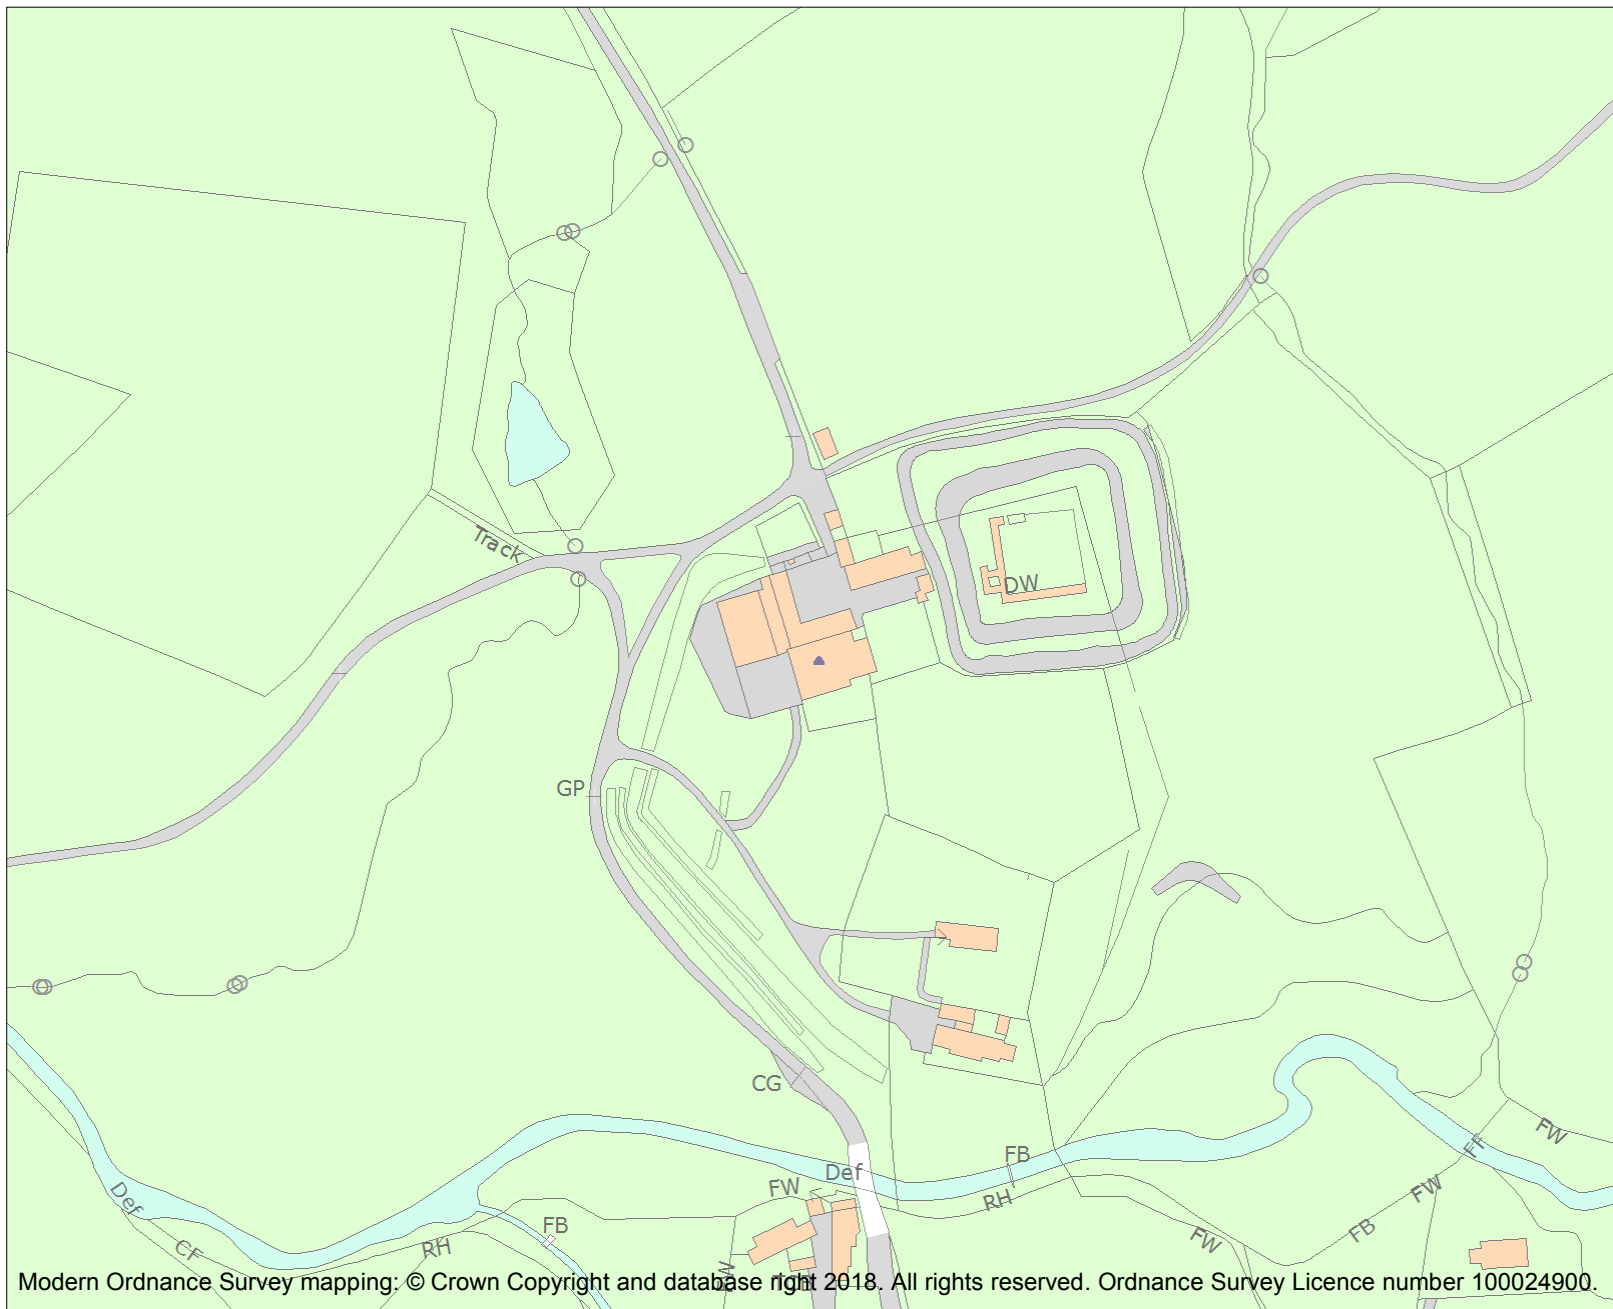 Track
DW
GP
CG
FB
Def
FW
RH
Def
FB
CF
RH
FF
FW
FW
FB
FW
Modern Ordnance Survey mapping: © Crown Copyright and database right 2018. All rights reserved. Ordnance Survey Licence number 100024900.